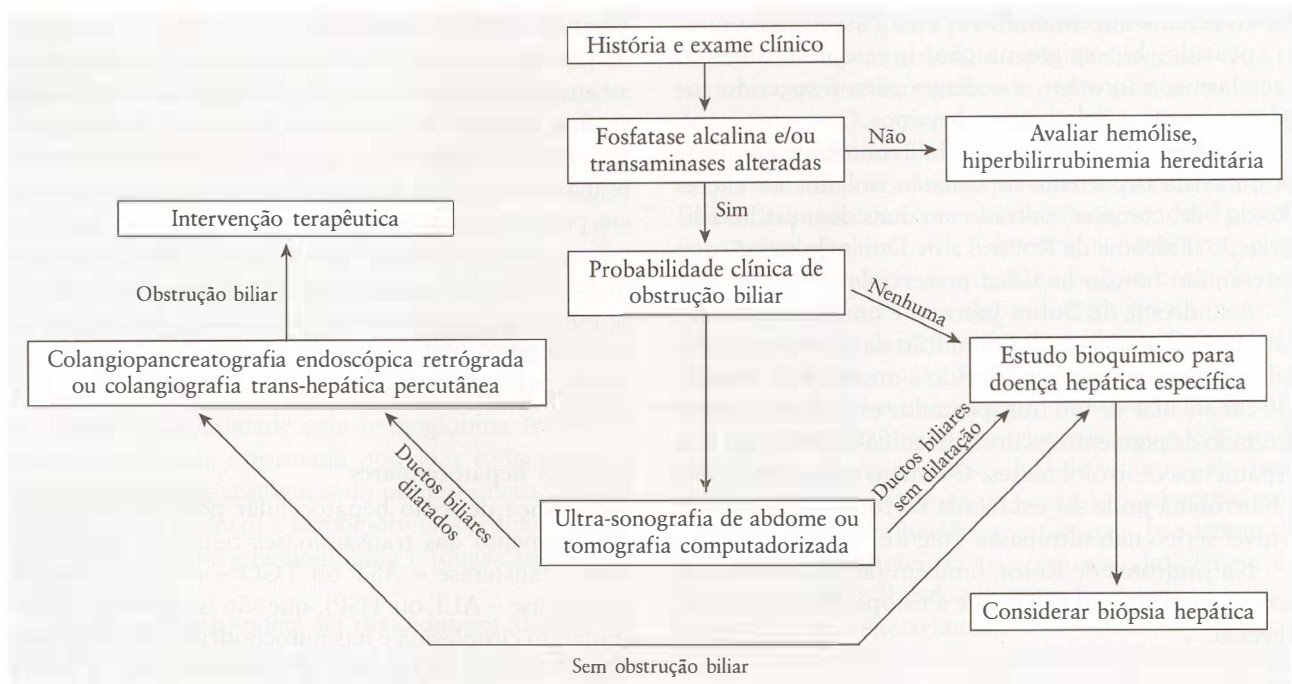 História e exame clínico
Fosfatase alcalina e/ou
transaminases alteradas
Não
Avaliar hemólise,
hiperbilirrubinemia hereditária
Sim
Intervenção terapêutica
Probabilidade clínica de
obstrução biliar
Nenhuma
Obstrução biliar
Colangiopancreatografia endoscópica retrógrada
ou colangiografia trans-hepática percutânea
Estudo bioquímico para
doença hepática específica
Ductos biliares
dilatados
Ductos biliares
sem dilatação
Ultra-sonografia de abdome ou
tomografia computadorizada
Considerar biópsia hepática
Sem obstrução biliar